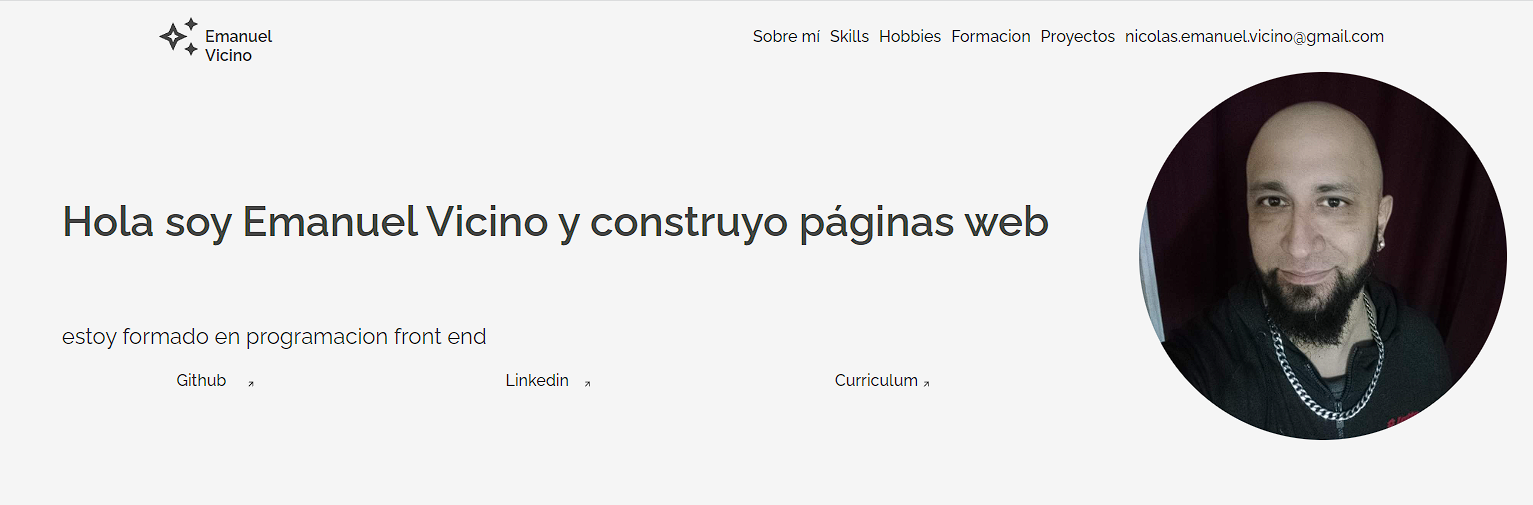 Emanuel
Vicino
Sobre mí Skills Hobbies Formacion Proyectos nicolas.emanuel.vicino@gmail.com
Hola soy Emanuel Vicino y construyo páginas web
estoy formado en programacion front end
Github Linkedin Curriculum